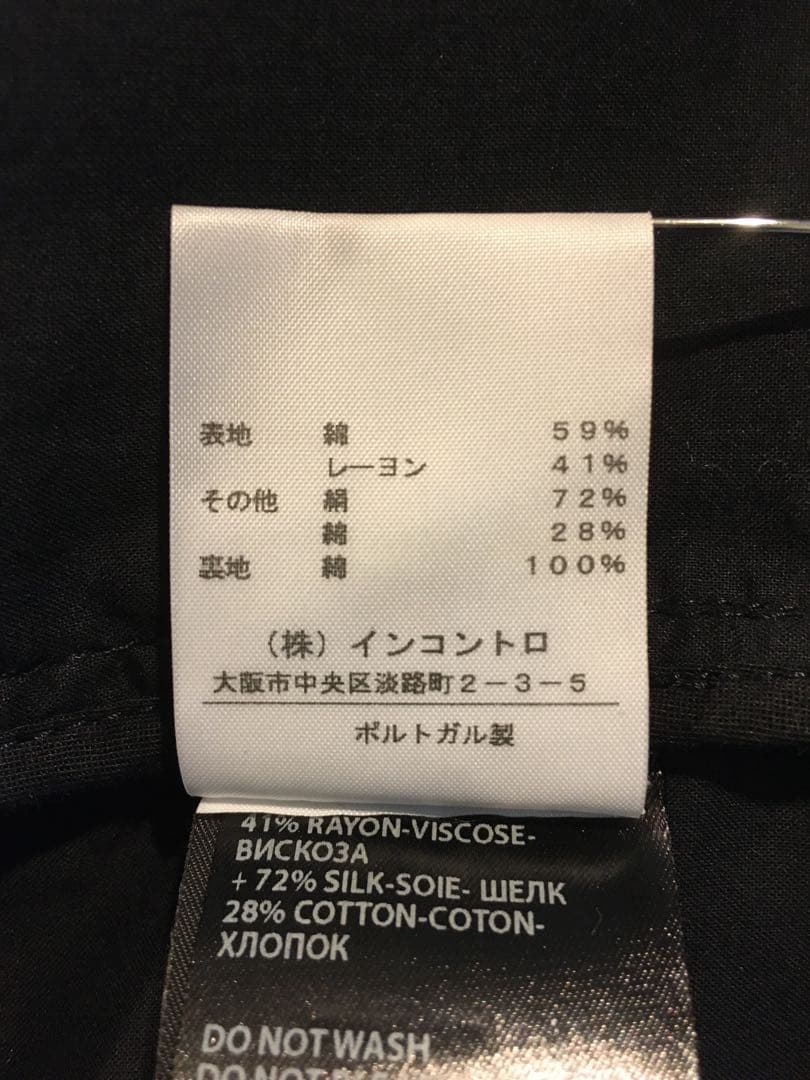 表地 綿 59%
レーヨン 41%
その他 絹 72%
綿 28%
裏地 綿 100%
(株)インコントロ
大阪市中央区淡路町2-3-5
ポルトガル製
41% RAYON-VISCOSE-
ВИСКОЗА
+ 72% SILK-SOIE- ШЕЛК
28% COTTON-COTON-
ХЛОПОК
DO NOT WASH
DO NOT